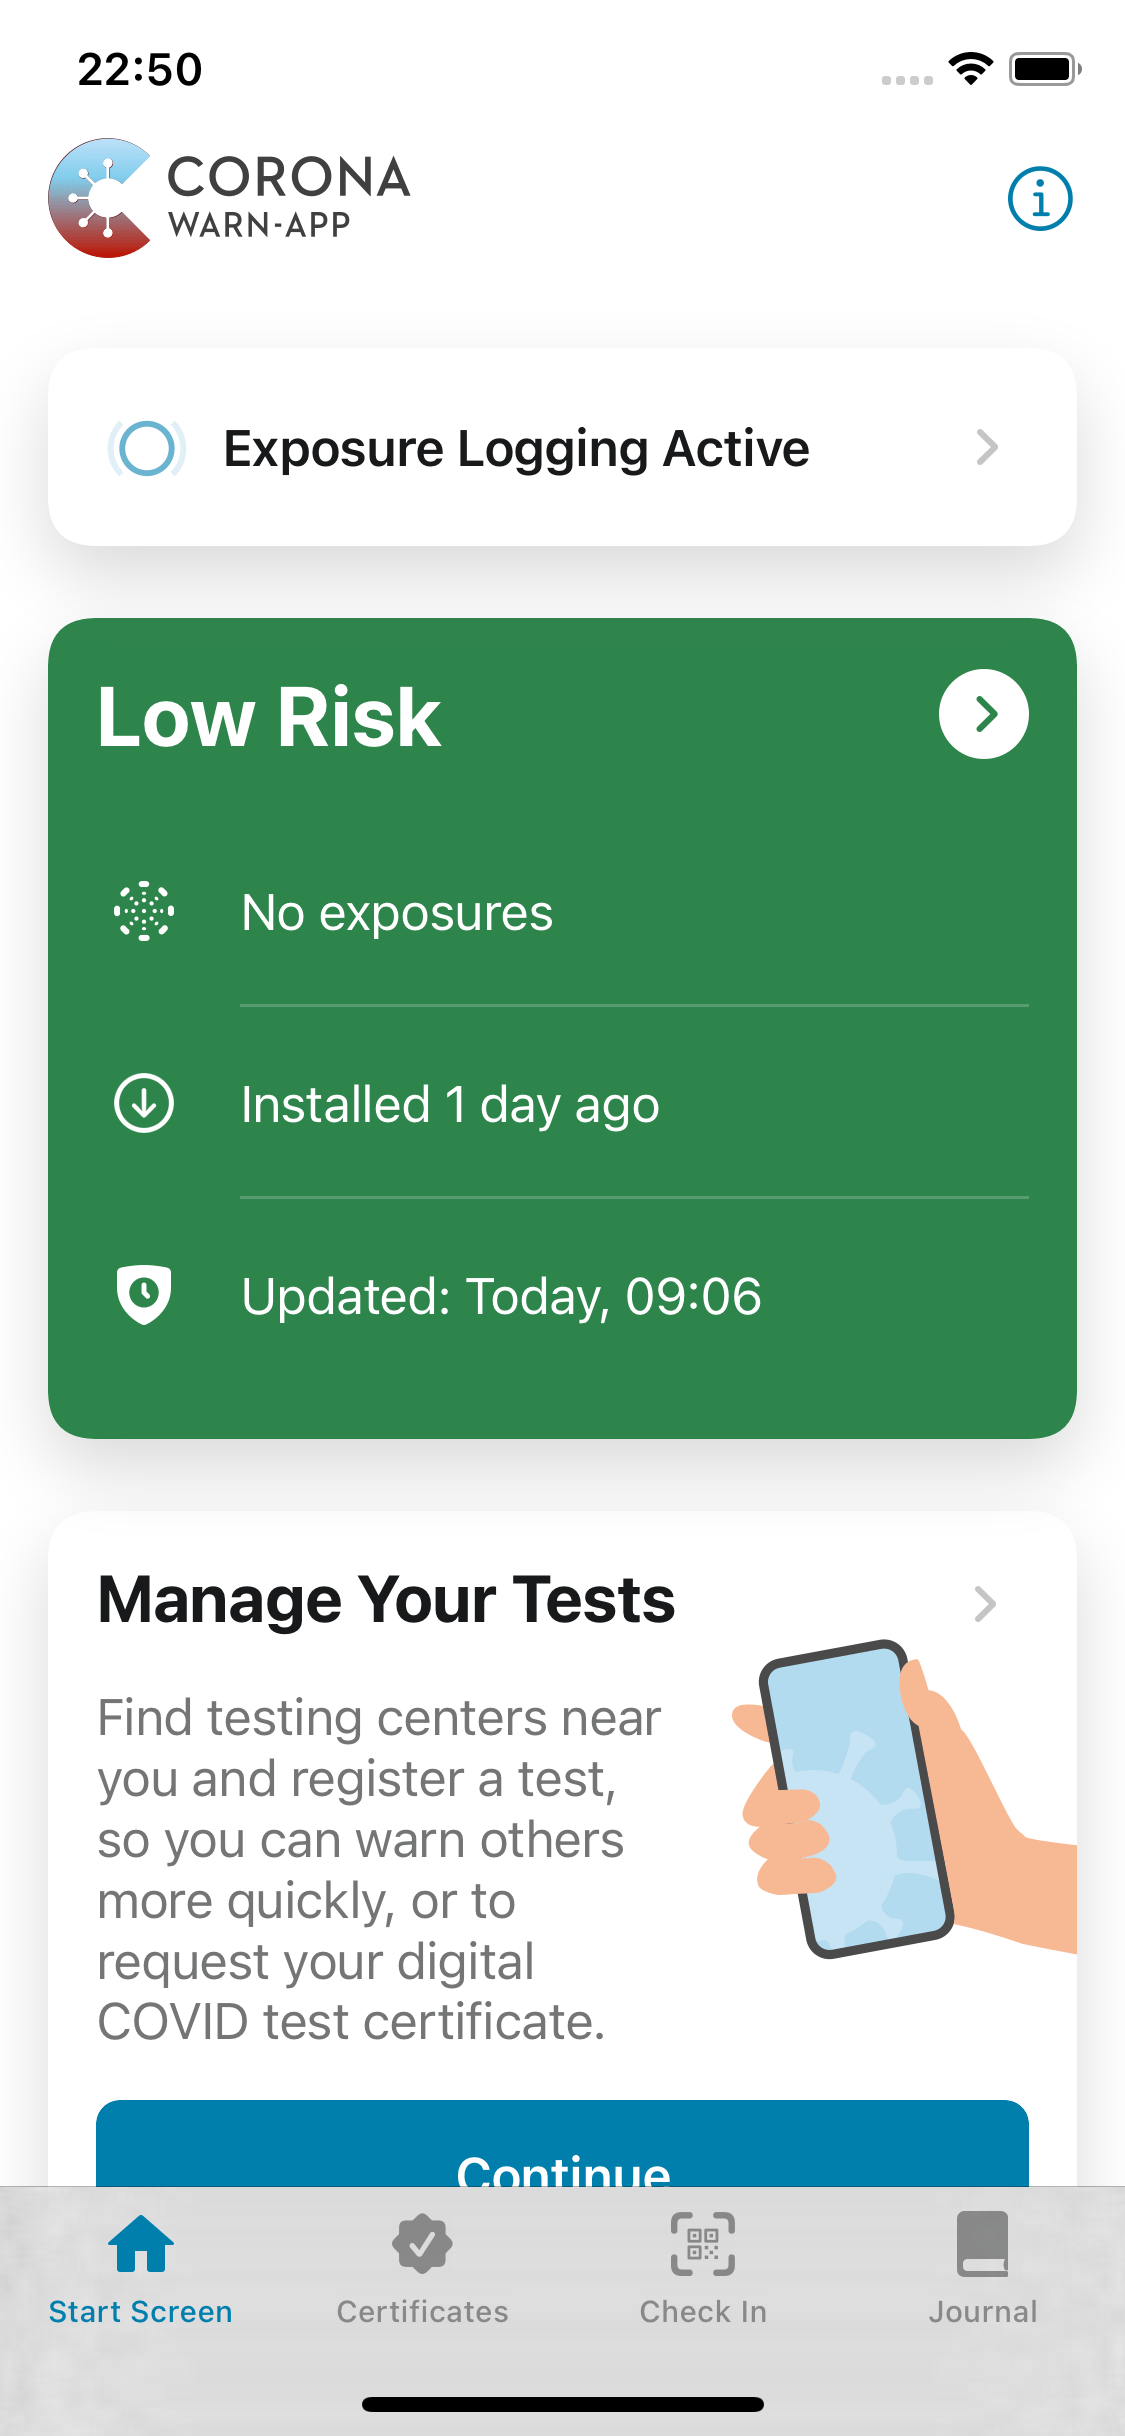 22:50
CORONA
WARN-APP
Exposure Logging Active
Low Risk
No exposures
Installed 1 day ago
Updated: Today, 09:06
Manage Your Tests
Find testing centers near
you and register a test,
so you can warn others
more quickly, or to
request your digital
COVID test certificate.
Continue
Start Screen
Certificates
Check In
Journal